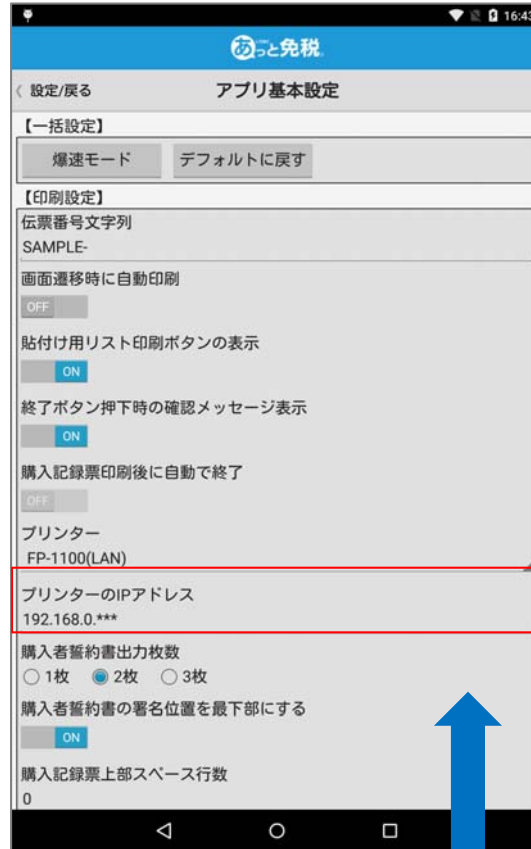 16:43
あっと免税
設定/戻る
アプリ基本設定
【一括設定】
爆速モード
デフォルトに戻す
【印刷設定】
伝票番号文字列
SAMPLE-
画面遷移時に自動印刷
OFF
貼付け用リスト印刷ボタンの表示
ON
終了ボタン押下時の確認メッセージ表示
ON
購入記録票印刷後に自動で終了
OFF
プリンター
FP-1100(LAN)
プリンターのIPアドレス
192.168.0.***
購入者誓約書出力枚数
1枚 2枚 3枚
購入者誓約書の署名位置を最下部にする
ON
購入記録票上部スペース行数
0